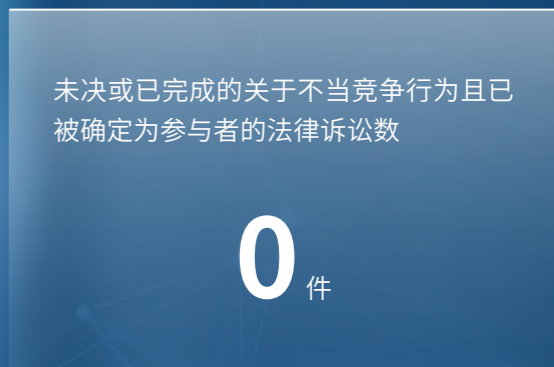 未决或已完成的关于不当竞争行为且已
被确定为参与者的法律诉讼数
0 件